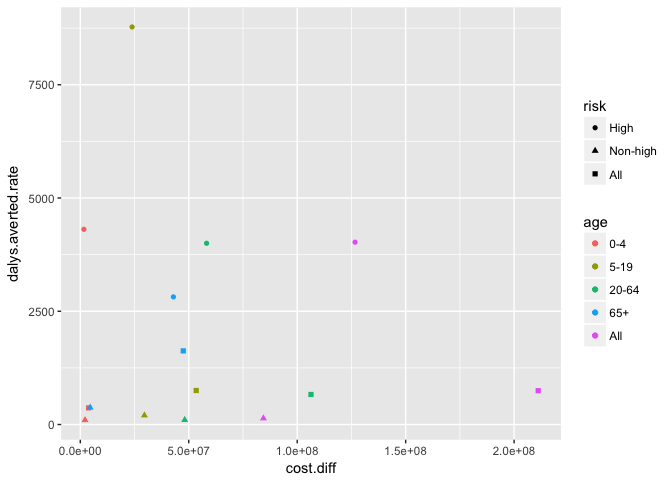 7500
5000
2500
0
dalys.averted.rate
0.0e+00 5.0e+07 1.0e+08 1.5e+08 2.0e+08
cost.diff
risk
High
Non-high
All
age
0-4
5-19
20-64
65+
All